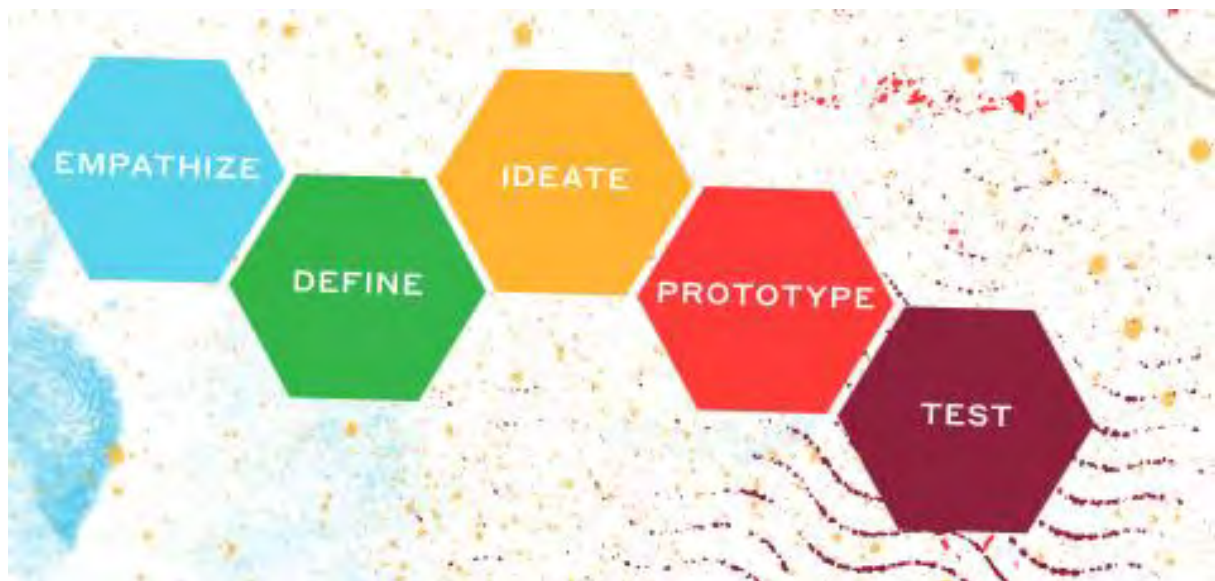 EMPATHIZE
DEFINE
IDEATE
PROTOTYPE
TEST